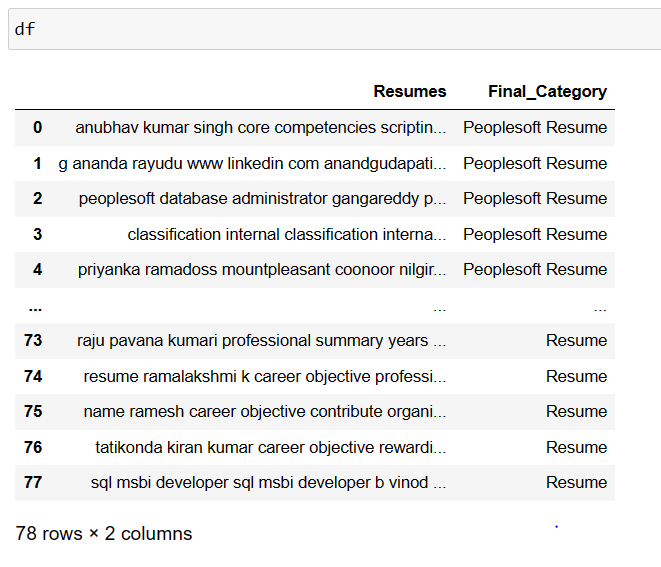 df
Resumes Final_Category
0 anubhav kumar singh core competencies scriptin... Peoplesoft Resume
1 g ananda rayudu www linkedin com anandgudapati... Peoplesoft Resume
2 peoplesoft database administrator gangareddy p... Peoplesoft Resume
3 classification internal classification interna... Peoplesoft Resume
4 priyanka ramadoss mountpleasant coonoor nilgir... Peoplesoft Resume
... ... ...
73 raju pavana kumari professional summary years ... Resume
74 resume ramalakshmi k career objective professi... Resume
75 name ramesh career objective contribute organi... Resume
76 tatikonda kiran kumar career objective rewardi... Resume
77 sql msbi developer sql msbi developer b vinod ... Resume
78 rows × 2 columns